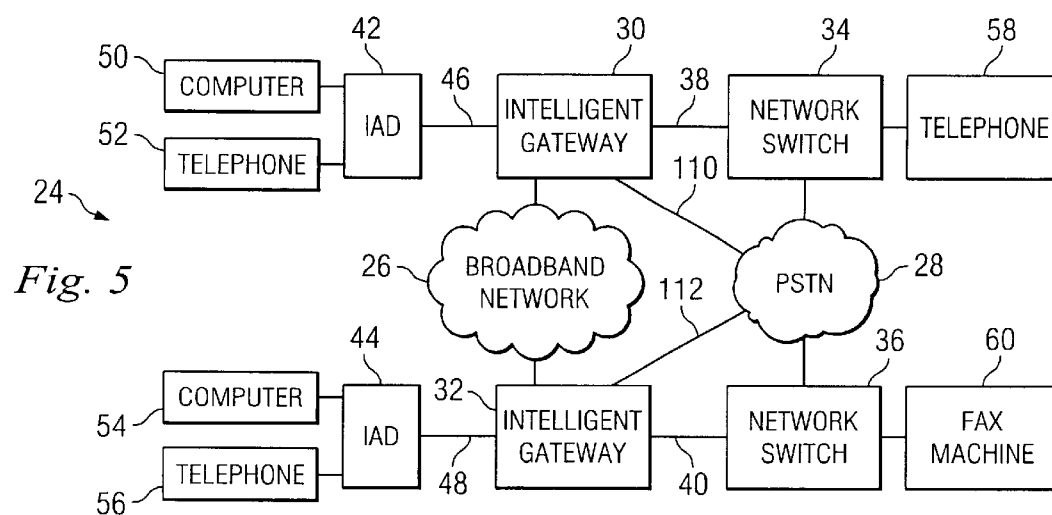 50
42
30
34
58
COMPUTER
46
INTELLIGENT
GATEWAY
38
NETWORK
SWITCH
TELEPHONE
52
IAD
TELEPHONE
24
110
Fig. 5
26
BROADBAND
NETWORK
PSTN
28
112
44
32
36
60
COMPUTER
54
IAD
INTELLIGENT
GATEWAY
NETWORK
SWITCH
FAX
MACHINE
TELEPHONE
56
48
40